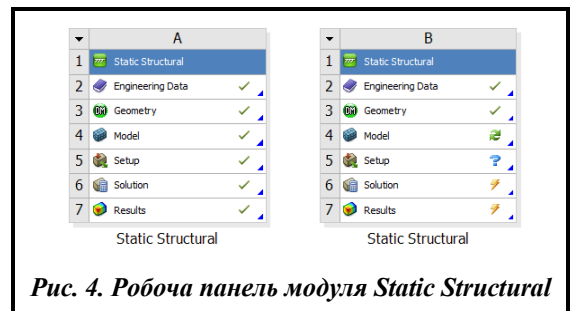 A
1 Static Structural
2 Engineering Data
3 Geometry
4 Model
5 Setup
6 Solution
7 Results
Static Structural
B
1 Static Structural
2 Engineering Data
3 Geometry
4 Model
5 Setup ?
6 Solution
7 Results
Static Structural
Рис. 4. Робоча панель модуля Static Structural